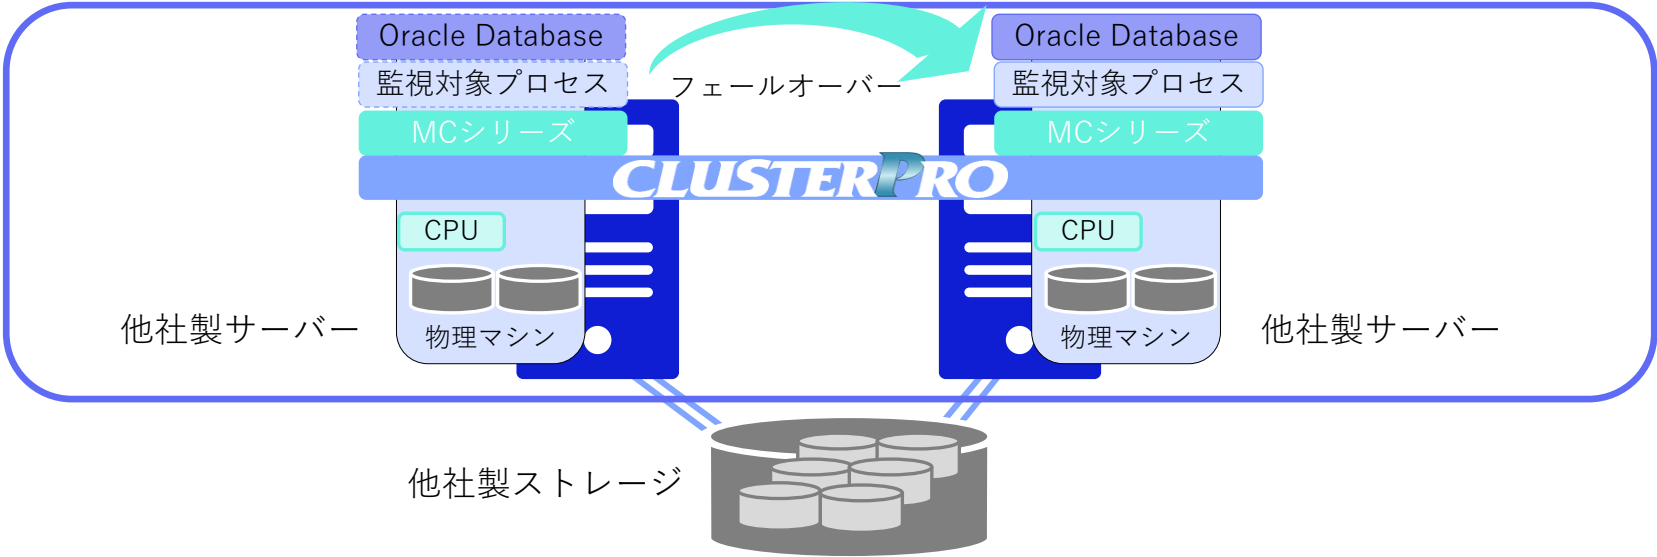 Oracle Database
監視対象プロセス
MCシリーズ
フェールオーバー
Oracle Database
監視対象プロセス
MCシリーズ
CLUSTERPRO
CPU
物理マシン
他社製サーバー
CPU
物理マシン
他社製サーバー
他社製ストレージ